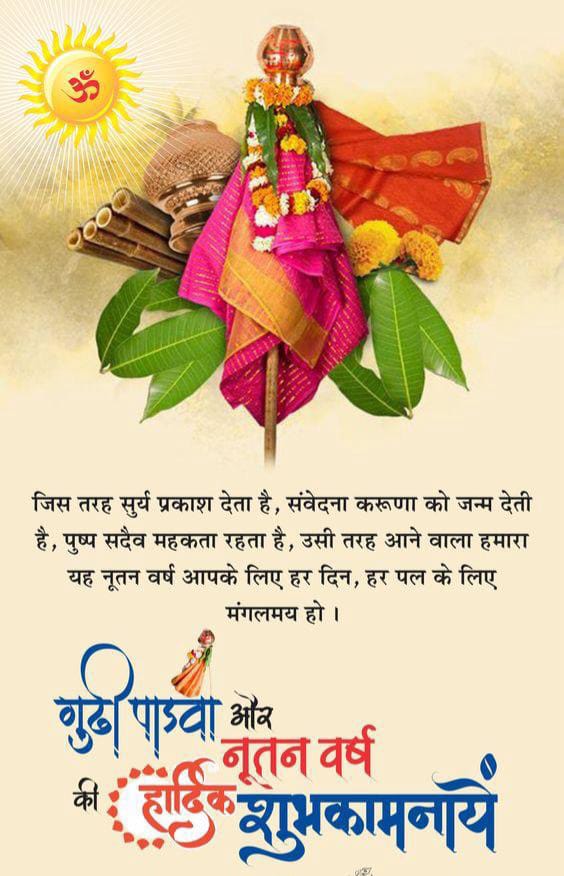 ॐ
जिस तरह सुर्य प्रकाश देता है, संवेदना करूणा को जन्म देती
है, पुष्प सदैव महकता रहता है, उसी तरह आने वाला हमारा
यह नूतन वर्ष आपके लिए हर दिन, हर पल के लिए
मंगलमय हो ।
गुढी पाडवा और
नूतन वर्ष
की हार्दिक शुभकामनायें